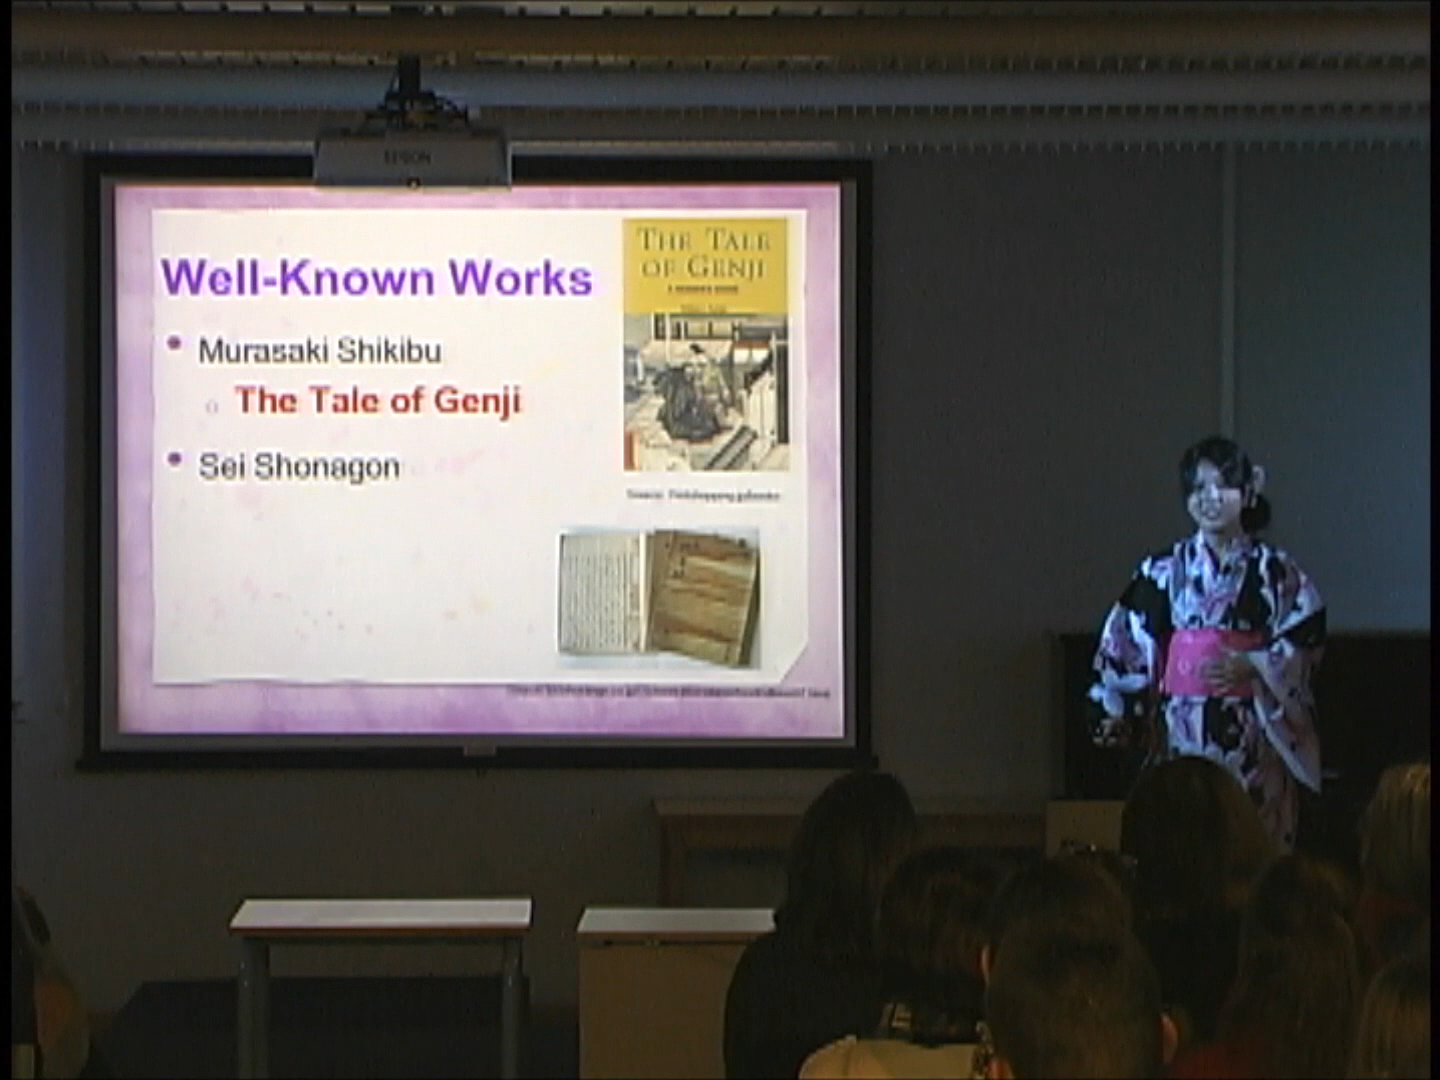 EPSON
Well-Known Works
• Murasaki Shikibu
o The Tale of Genji
• Sei Shonagon
THE TALE
OF GENJI